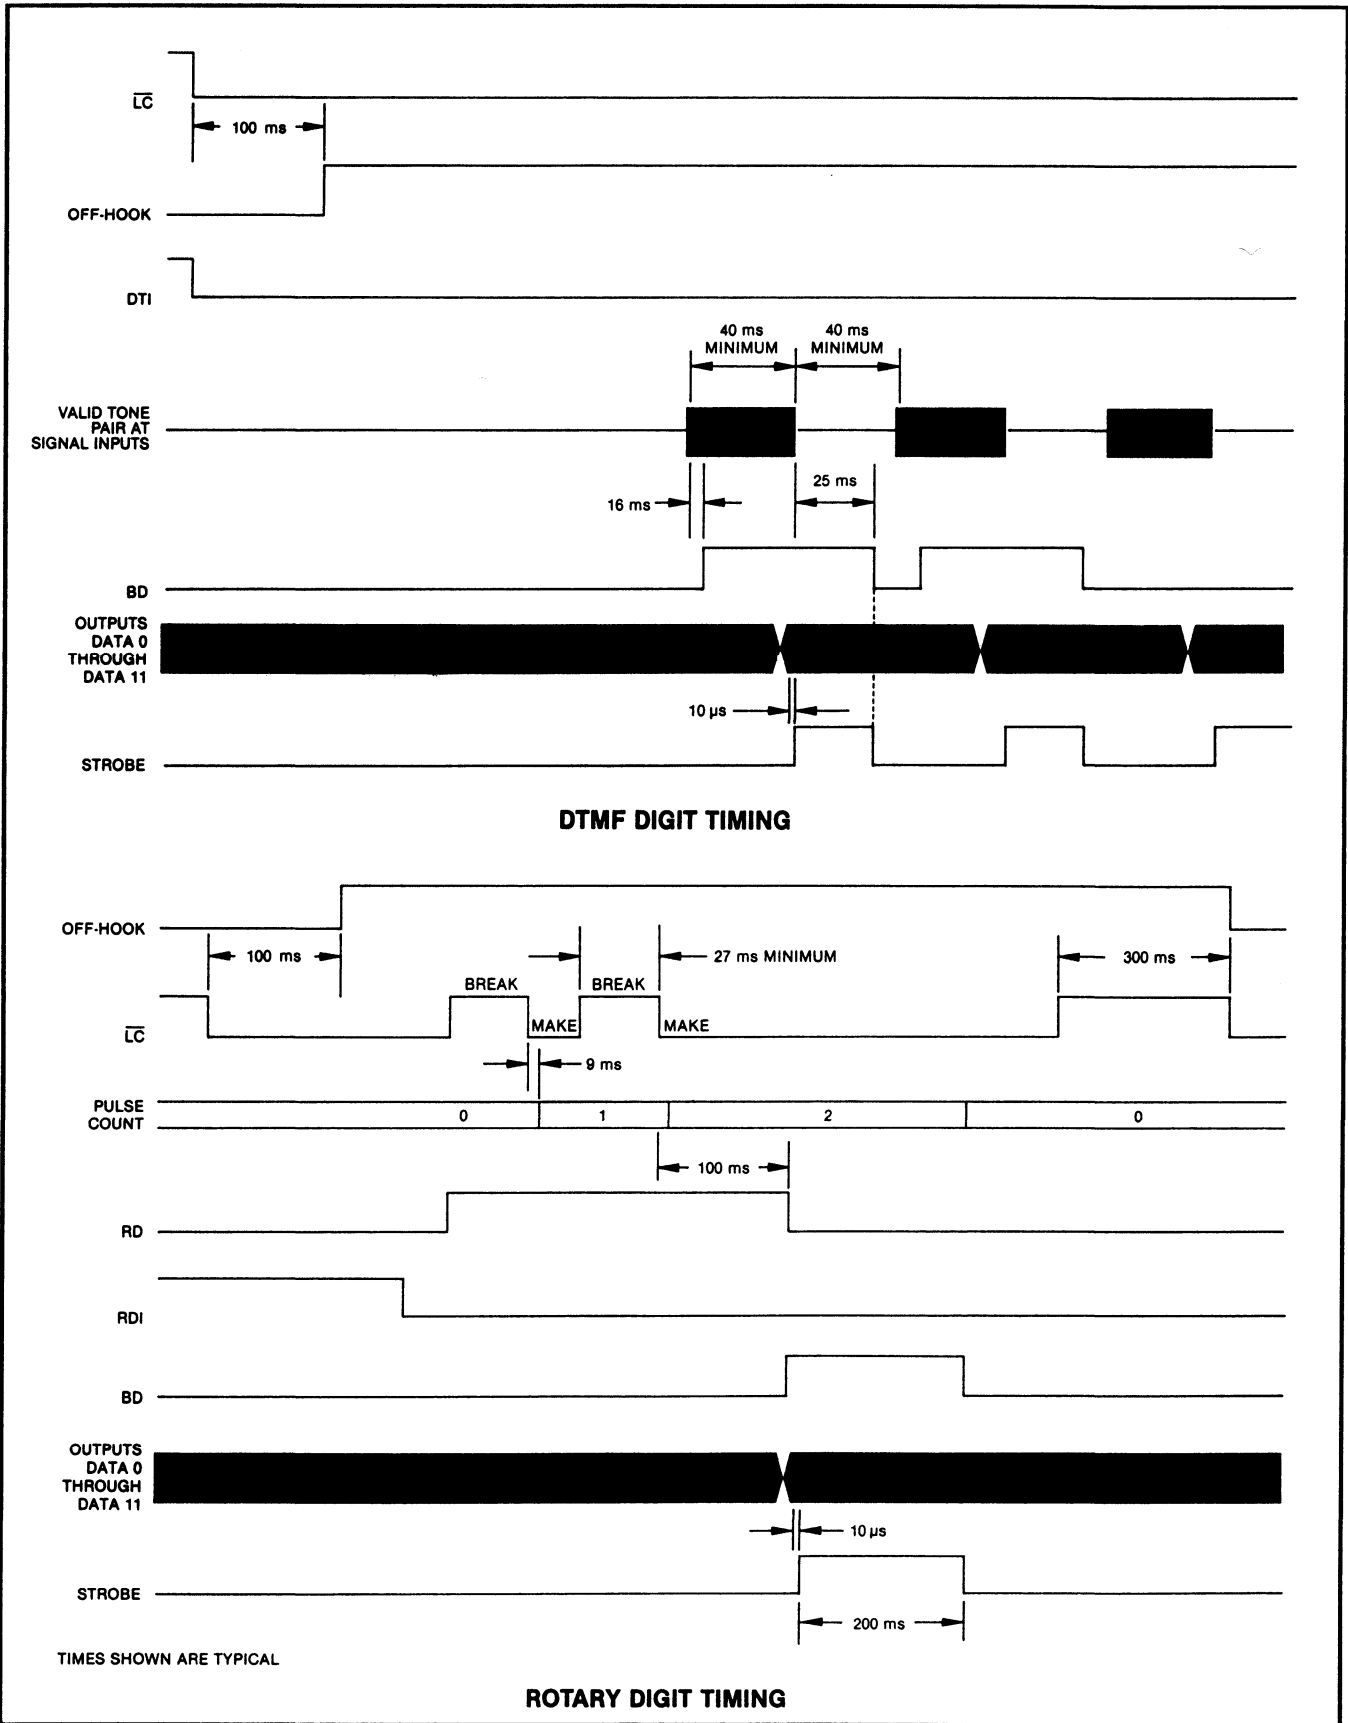 LC
100 ms
OFF-HOOK
DTI
40 ms
MINIMUM
40 ms
MINIMUM
VALID TONE
PAIR AT
SIGNAL INPUTS
25 ms
16 ms
BD
OUTPUTS
DATA 0
THROUGH
DATA 11
10 µs
STROBE
DTMF DIGIT TIMING
OFF-HOOK
100 ms
27 ms MINIMUM
300 ms
BREAK
BREAK
MAKE
MAKE
LC
9 ms
PULSE
COUNT
0
1
2
0
100 ms
RD
RDI
BD
OUTPUTS
DATA 0
THROUGH
DATA 11
10 µs
STROBE
200 ms
TIMES SHOWN ARE TYPICAL
ROTARY DIGIT TIMING